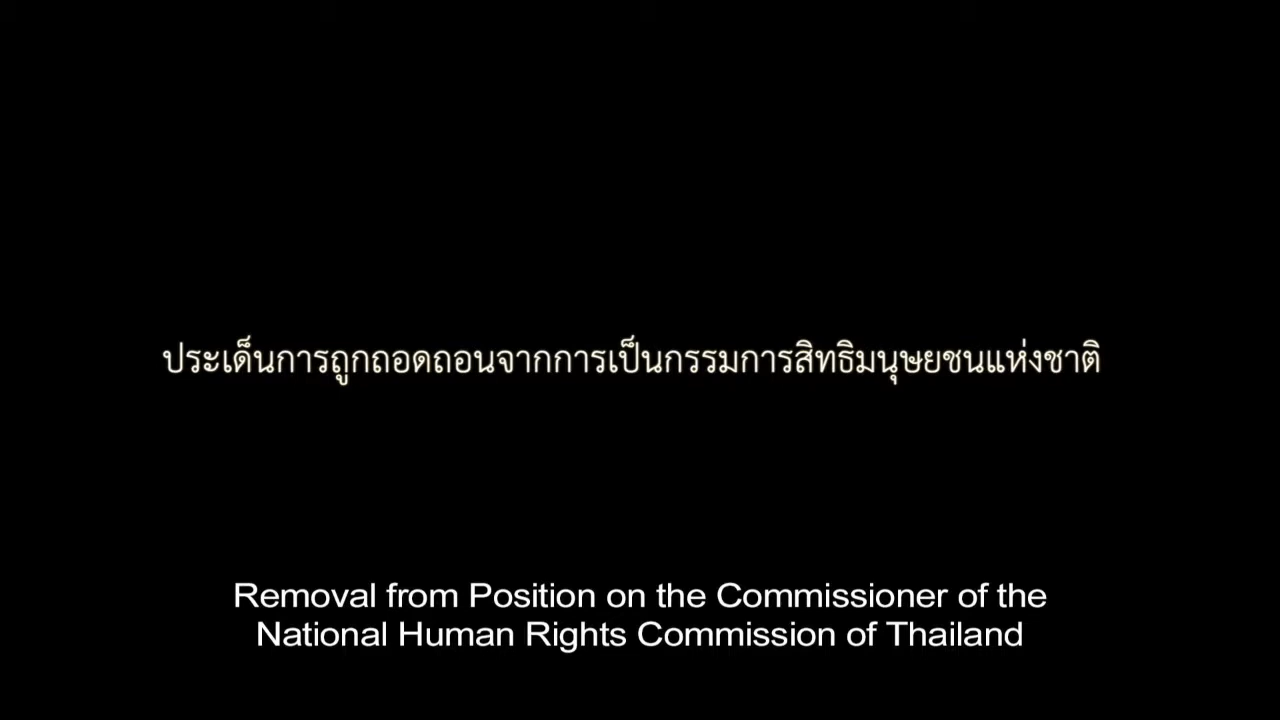 ประเด็นการถูกถอดถอนจากการเป็นกรรมการสิทธิมนุษยชนแห่งชาติ
Removal from Position on the Commissioner of the
National Human Rights Commission of Thailand